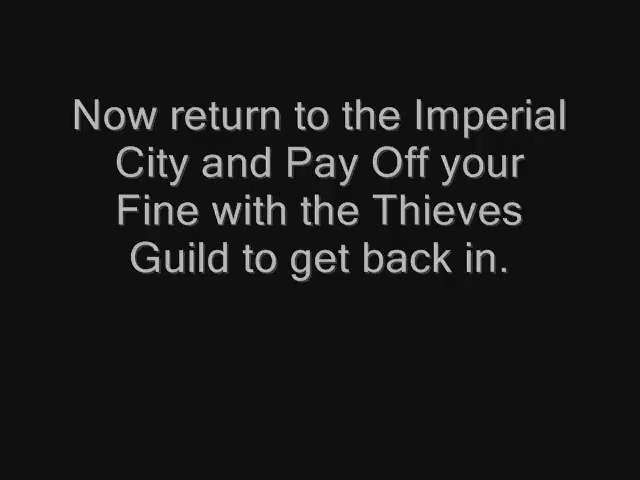 Now return to the Imperial
City and Pay Off your
Fine with the Thieves
Guild to get back in.